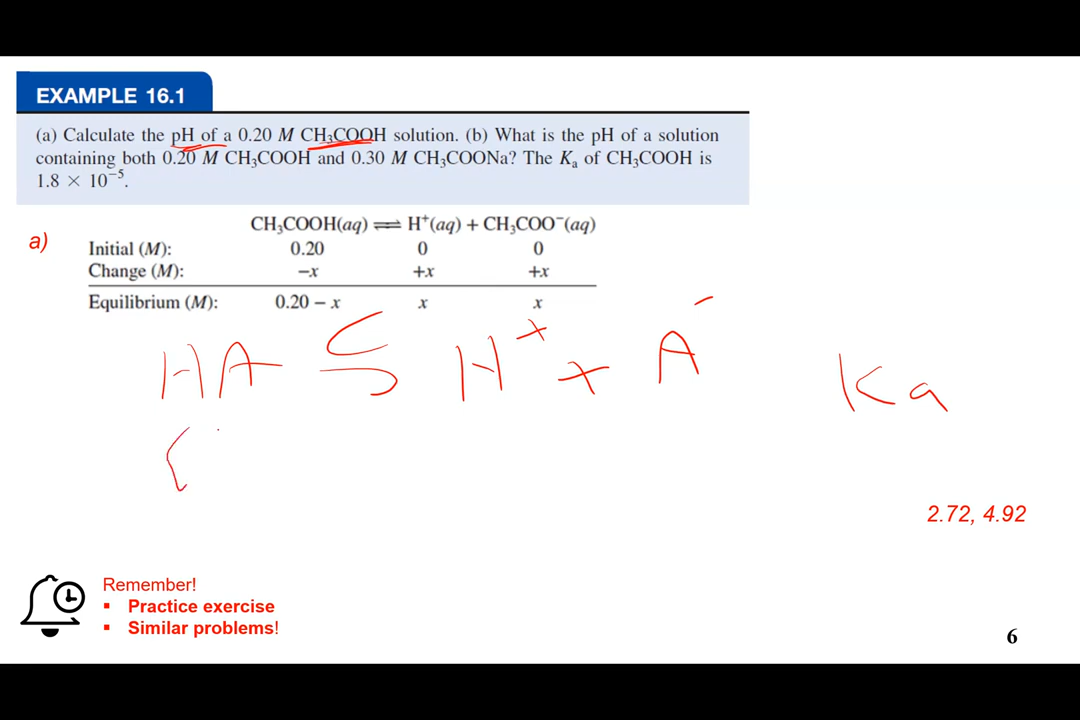 EXAMPLE 16.1
(a) Calculate the pH of a 0.20 M CH₃COOH solution. (b) What is the pH of a solution
containing both 0.20 M CH₃COOH and 0.30 M CH₃COONa? The Kₐ of CH₃COOH is
1.8 × 10⁻⁵.
a)
CH₃COOH(aq) ⇌ H⁺(aq) + CH₃COO⁻(aq)
Initial (M): 0.20 0 0
Change (M): −x +x +x
Equilibrium (M): 0.20 − x x x
HA ⇌ H⁺ + A⁻
Ka
2.72, 4.92
Remember!
▪ Practice exercise
▪ Similar problems!
6